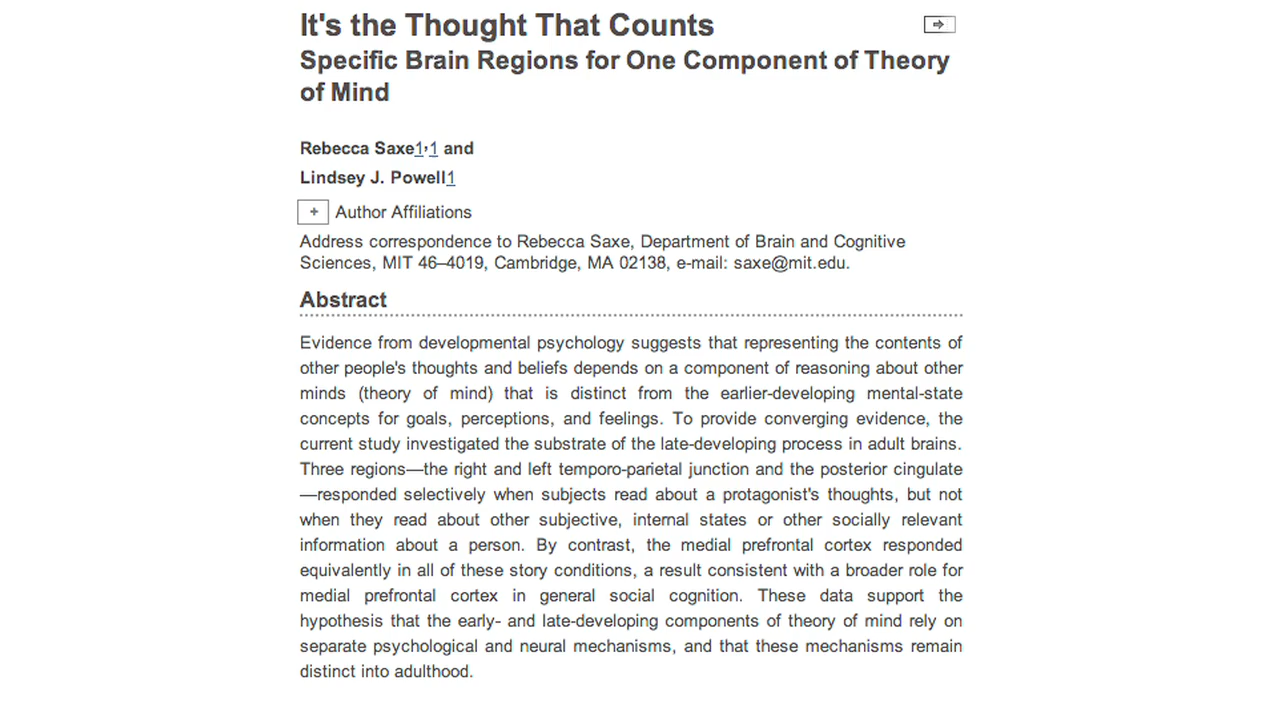 It's the Thought That Counts
Specific Brain Regions for One Component of Theory
of Mind
Rebecca Saxe1,1 and
Lindsey J. Powell1
+ Author Affiliations
Address correspondence to Rebecca Saxe, Department of Brain and Cognitive
Sciences, MIT 46–4019, Cambridge, MA 02138, e-mail: saxe@mit.edu.
Abstract
Evidence from developmental psychology suggests that representing the contents of
other people's thoughts and beliefs depends on a component of reasoning about other
minds (theory of mind) that is distinct from the earlier-developing mental-state
concepts for goals, perceptions, and feelings. To provide converging evidence, the
current study investigated the substrate of the late-developing process in adult brains.
Three regions—the right and left temporo-parietal junction and the posterior cingulate
—responded selectively when subjects read about a protagonist's thoughts, but not
when they read about other subjective, internal states or other socially relevant
information about a person. By contrast, the medial prefrontal cortex responded
equivalently in all of these story conditions, a result consistent with a broader role for
medial prefrontal cortex in general social cognition. These data support the
hypothesis that the early- and late-developing components of theory of mind rely on
separate psychological and neural mechanisms, and that these mechanisms remain
distinct into adulthood.